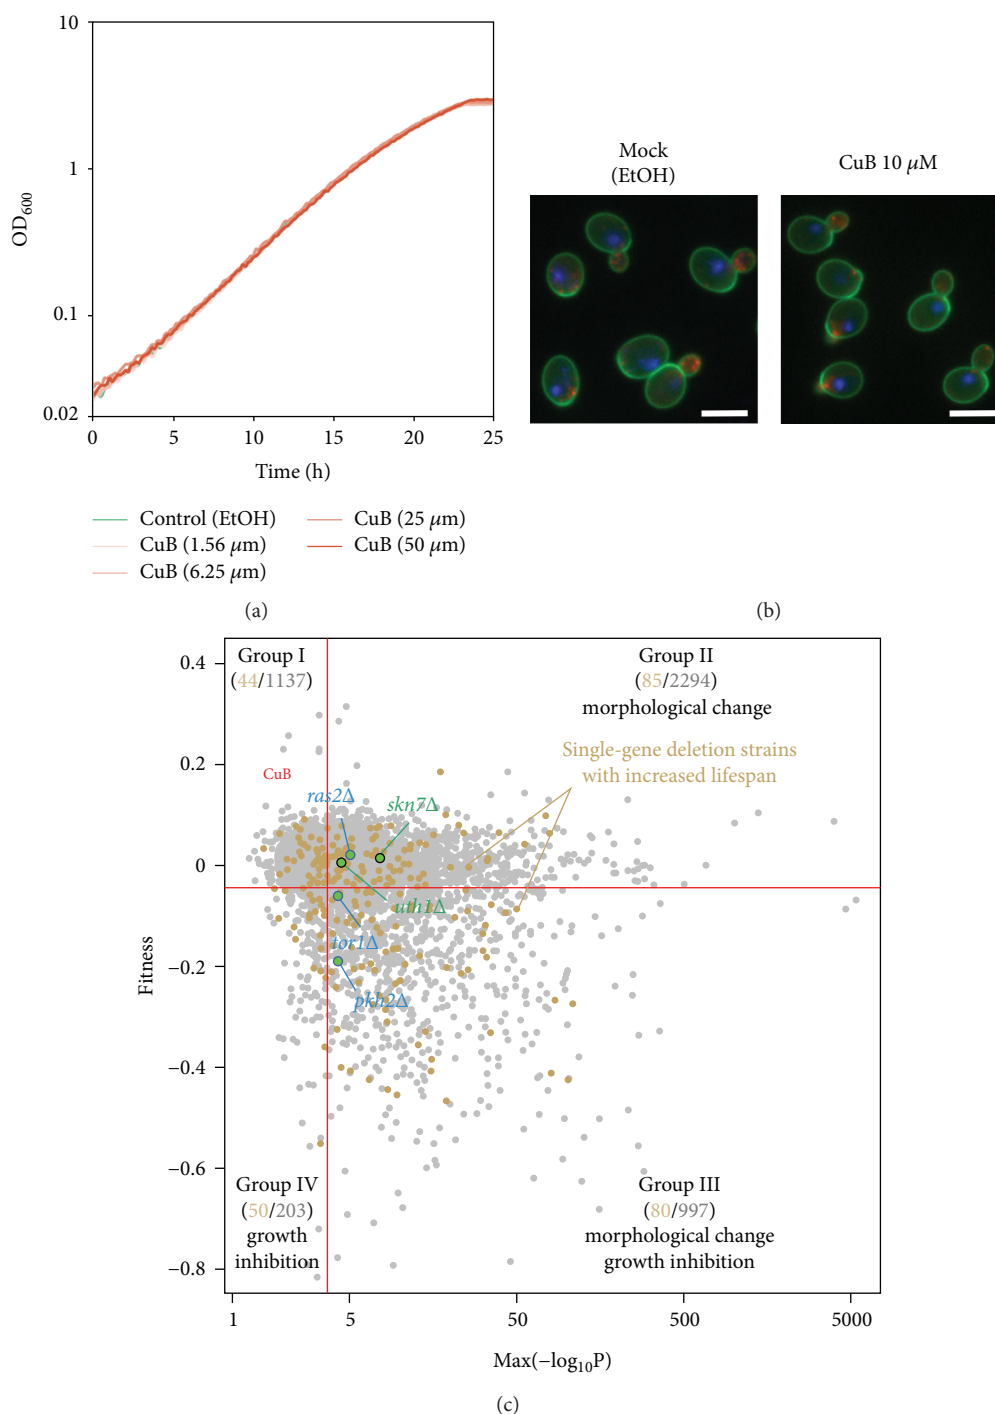 10
1
0.1
0.02
OD600
0
5
10
15
20
25
Time (h)
Control (EtOH)
CuB (1.56 μm)
CuB (6.25 μm)
CuB (25 μm)
CuB (50 μm)
(a)
Mock
(EtOH)
CuB 10 μM
(b)
Group I
(44/1137)
Group II
(85/2294)
morphological change
Single-gene deletion strains
with increased lifespan
CuB
ras2Δ
skn7Δ
uth1Δ
tor1Δ
pkh2Δ
Group IV
(50/203)
growth
inhibition
Group III
(80/997)
morphological change
growth inhibition
0.4
0.2
0
−0.2
−0.4
−0.6
−0.8
Fitness
1
5
50
500
5000
Max(−log10P)
(c)